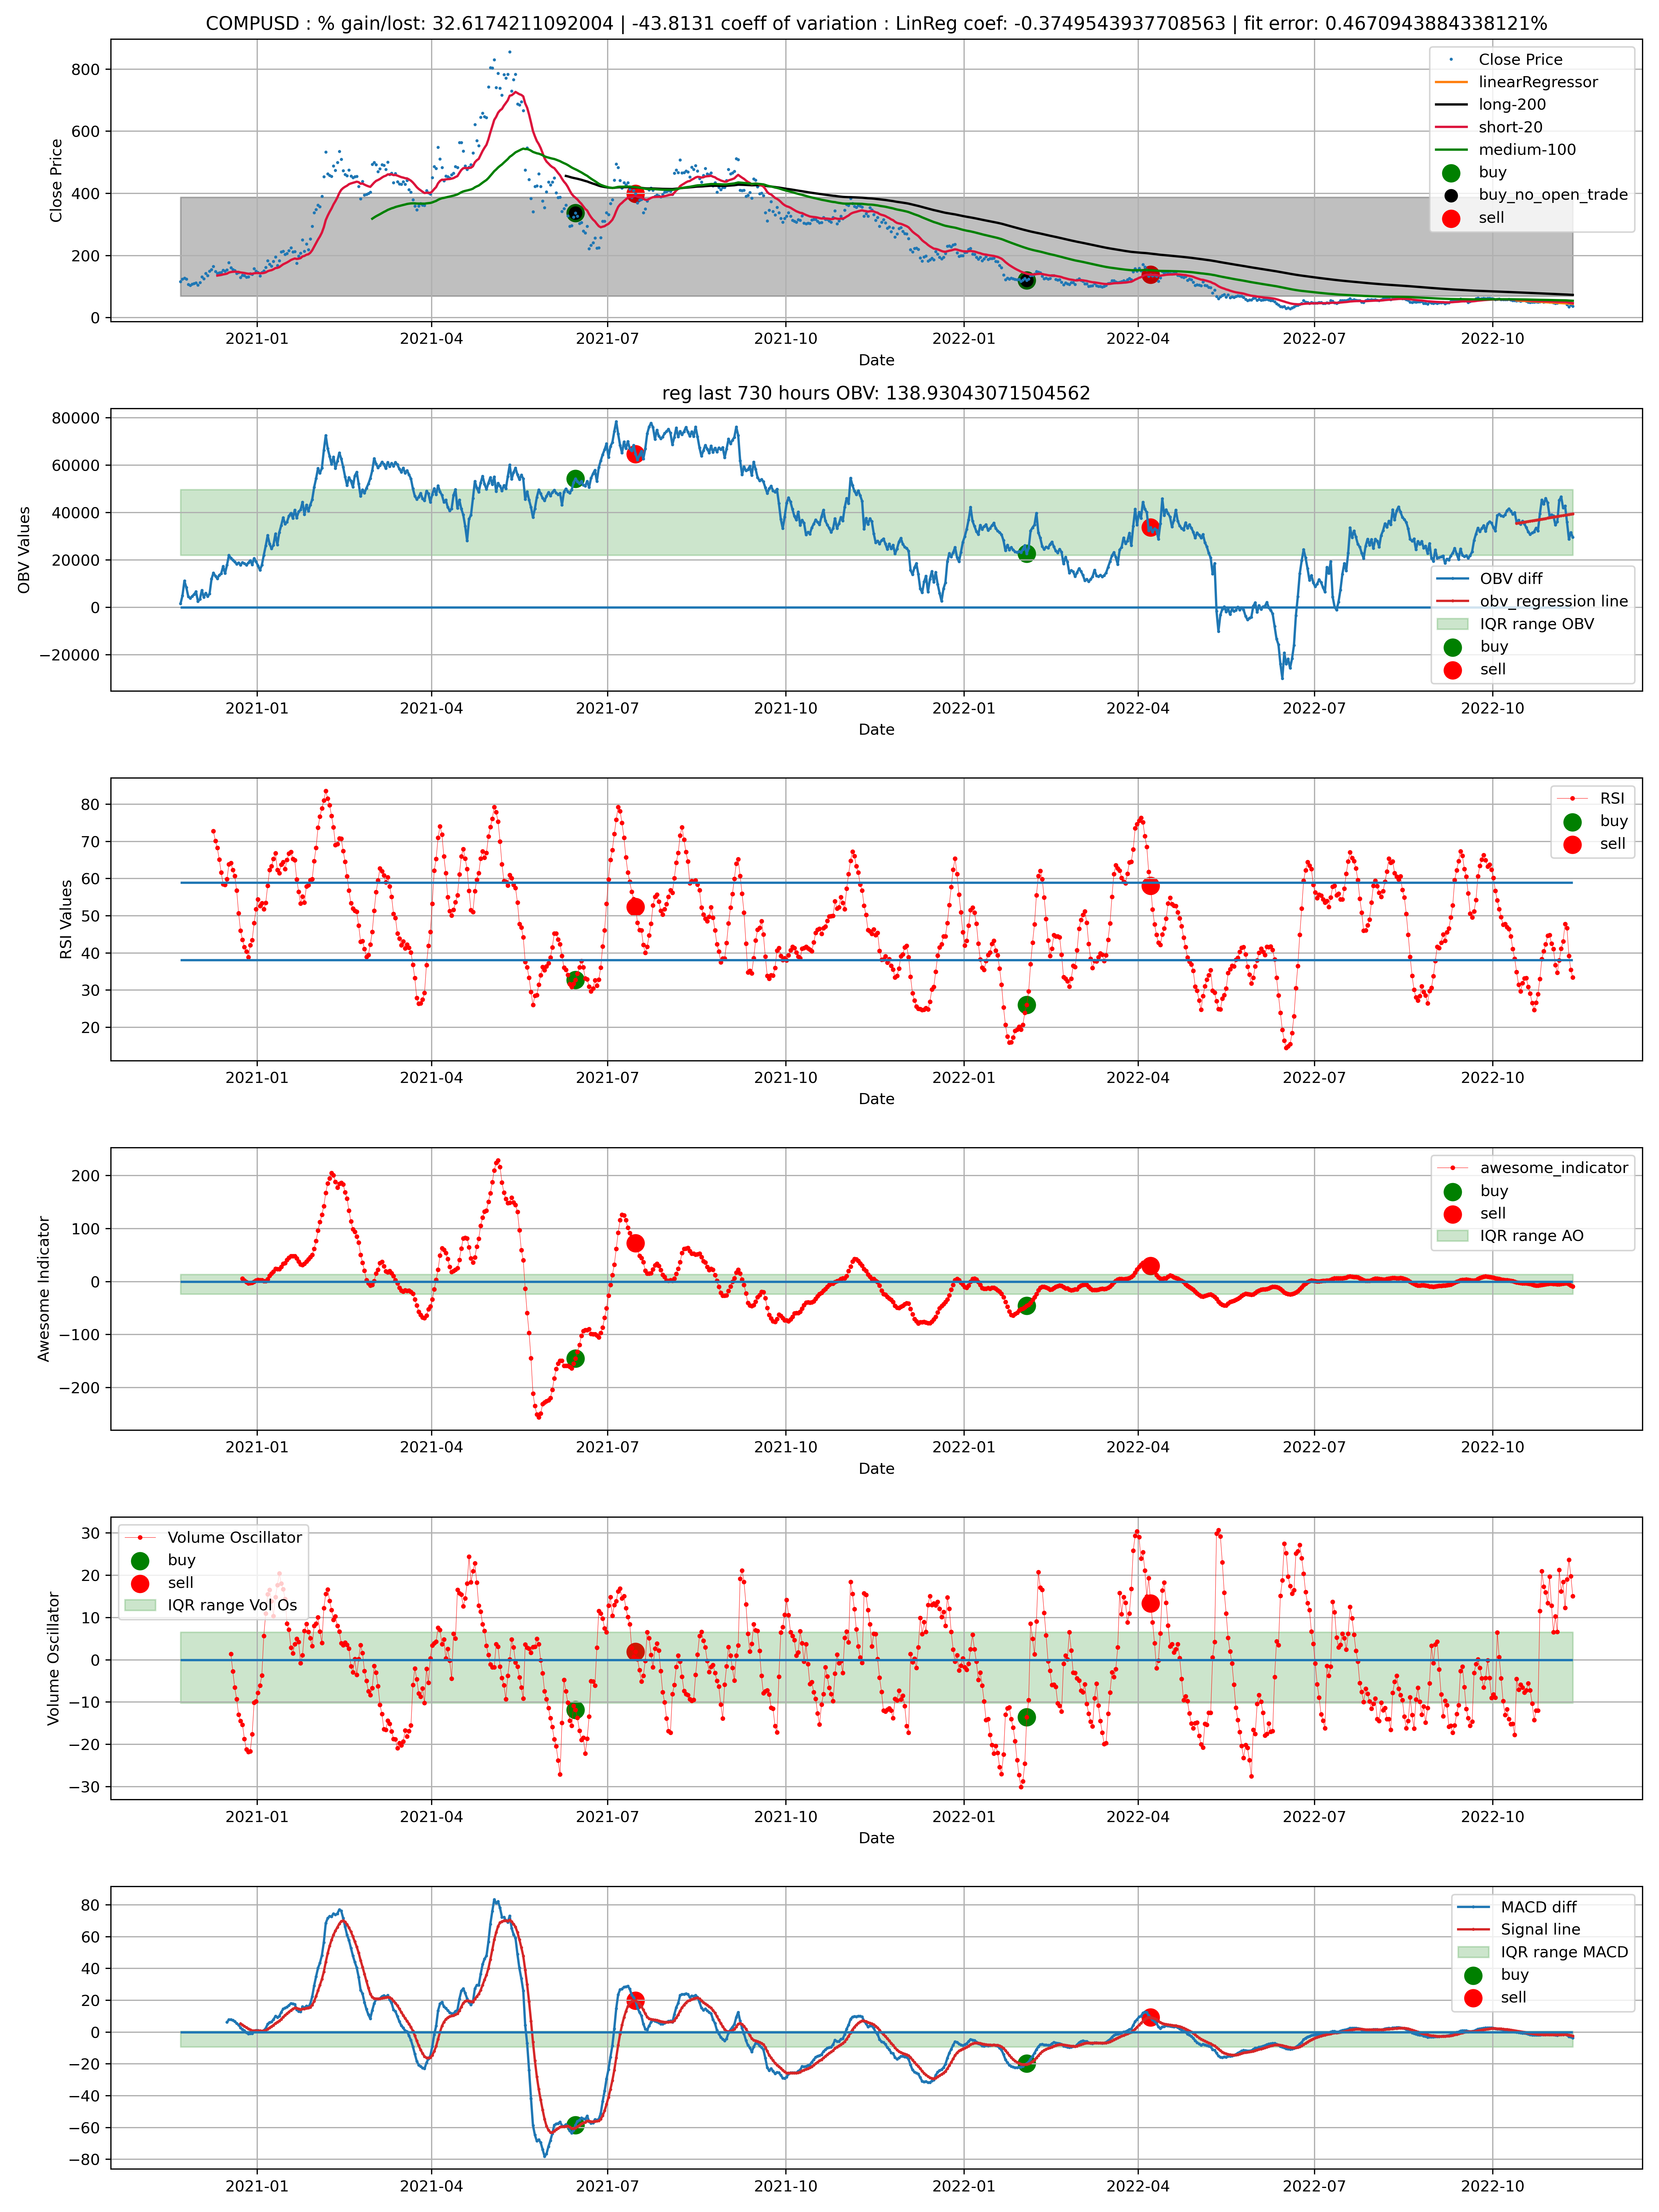 COMPUSD : % gain/lost: 32.6174211092004 | -43.8131 coeff of variation : LinReg coef: -0.3749543937708563 | fit error: 0.4670943884338121%
Close Price
800
600
400
200
0
Close Price
linearRegressor
long-200
short-20
medium-100
buy
buy_no_open_trade
sell
2021-01 2021-04 2021-07 2021-10 2022-01 2022-04 2022-07 2022-10
Date
reg last 730 hours OBV: 138.93043071504562
OBV Values
80000
60000
40000
20000
0
−20000
OBV diff
obv_regression line
IQR range OBV
buy
sell
2021-01 2021-04 2021-07 2021-10 2022-01 2022-04 2022-07 2022-10
Date
RSI Values
80
70
60
50
40
30
20
RSI
buy
sell
2021-01 2021-04 2021-07 2021-10 2022-01 2022-04 2022-07 2022-10
Date
Awesome Indicator
200
100
0
−100
−200
awesome_indicator
buy
sell
IQR range AO
2021-01 2021-04 2021-07 2021-10 2022-01 2022-04 2022-07 2022-10
Date
Volume Oscillator
30
20
10
0
−10
−20
−30
Volume Oscillator
buy
sell
IQR range Vol Os
2021-01 2021-04 2021-07 2021-10 2022-01 2022-04 2022-07 2022-10
Date
80
60
40
20
0
−20
−40
−60
−80
MACD diff
Signal line
IQR range MACD
buy
sell
2021-01 2021-04 2021-07 2021-10 2022-01 2022-04 2022-07 2022-10